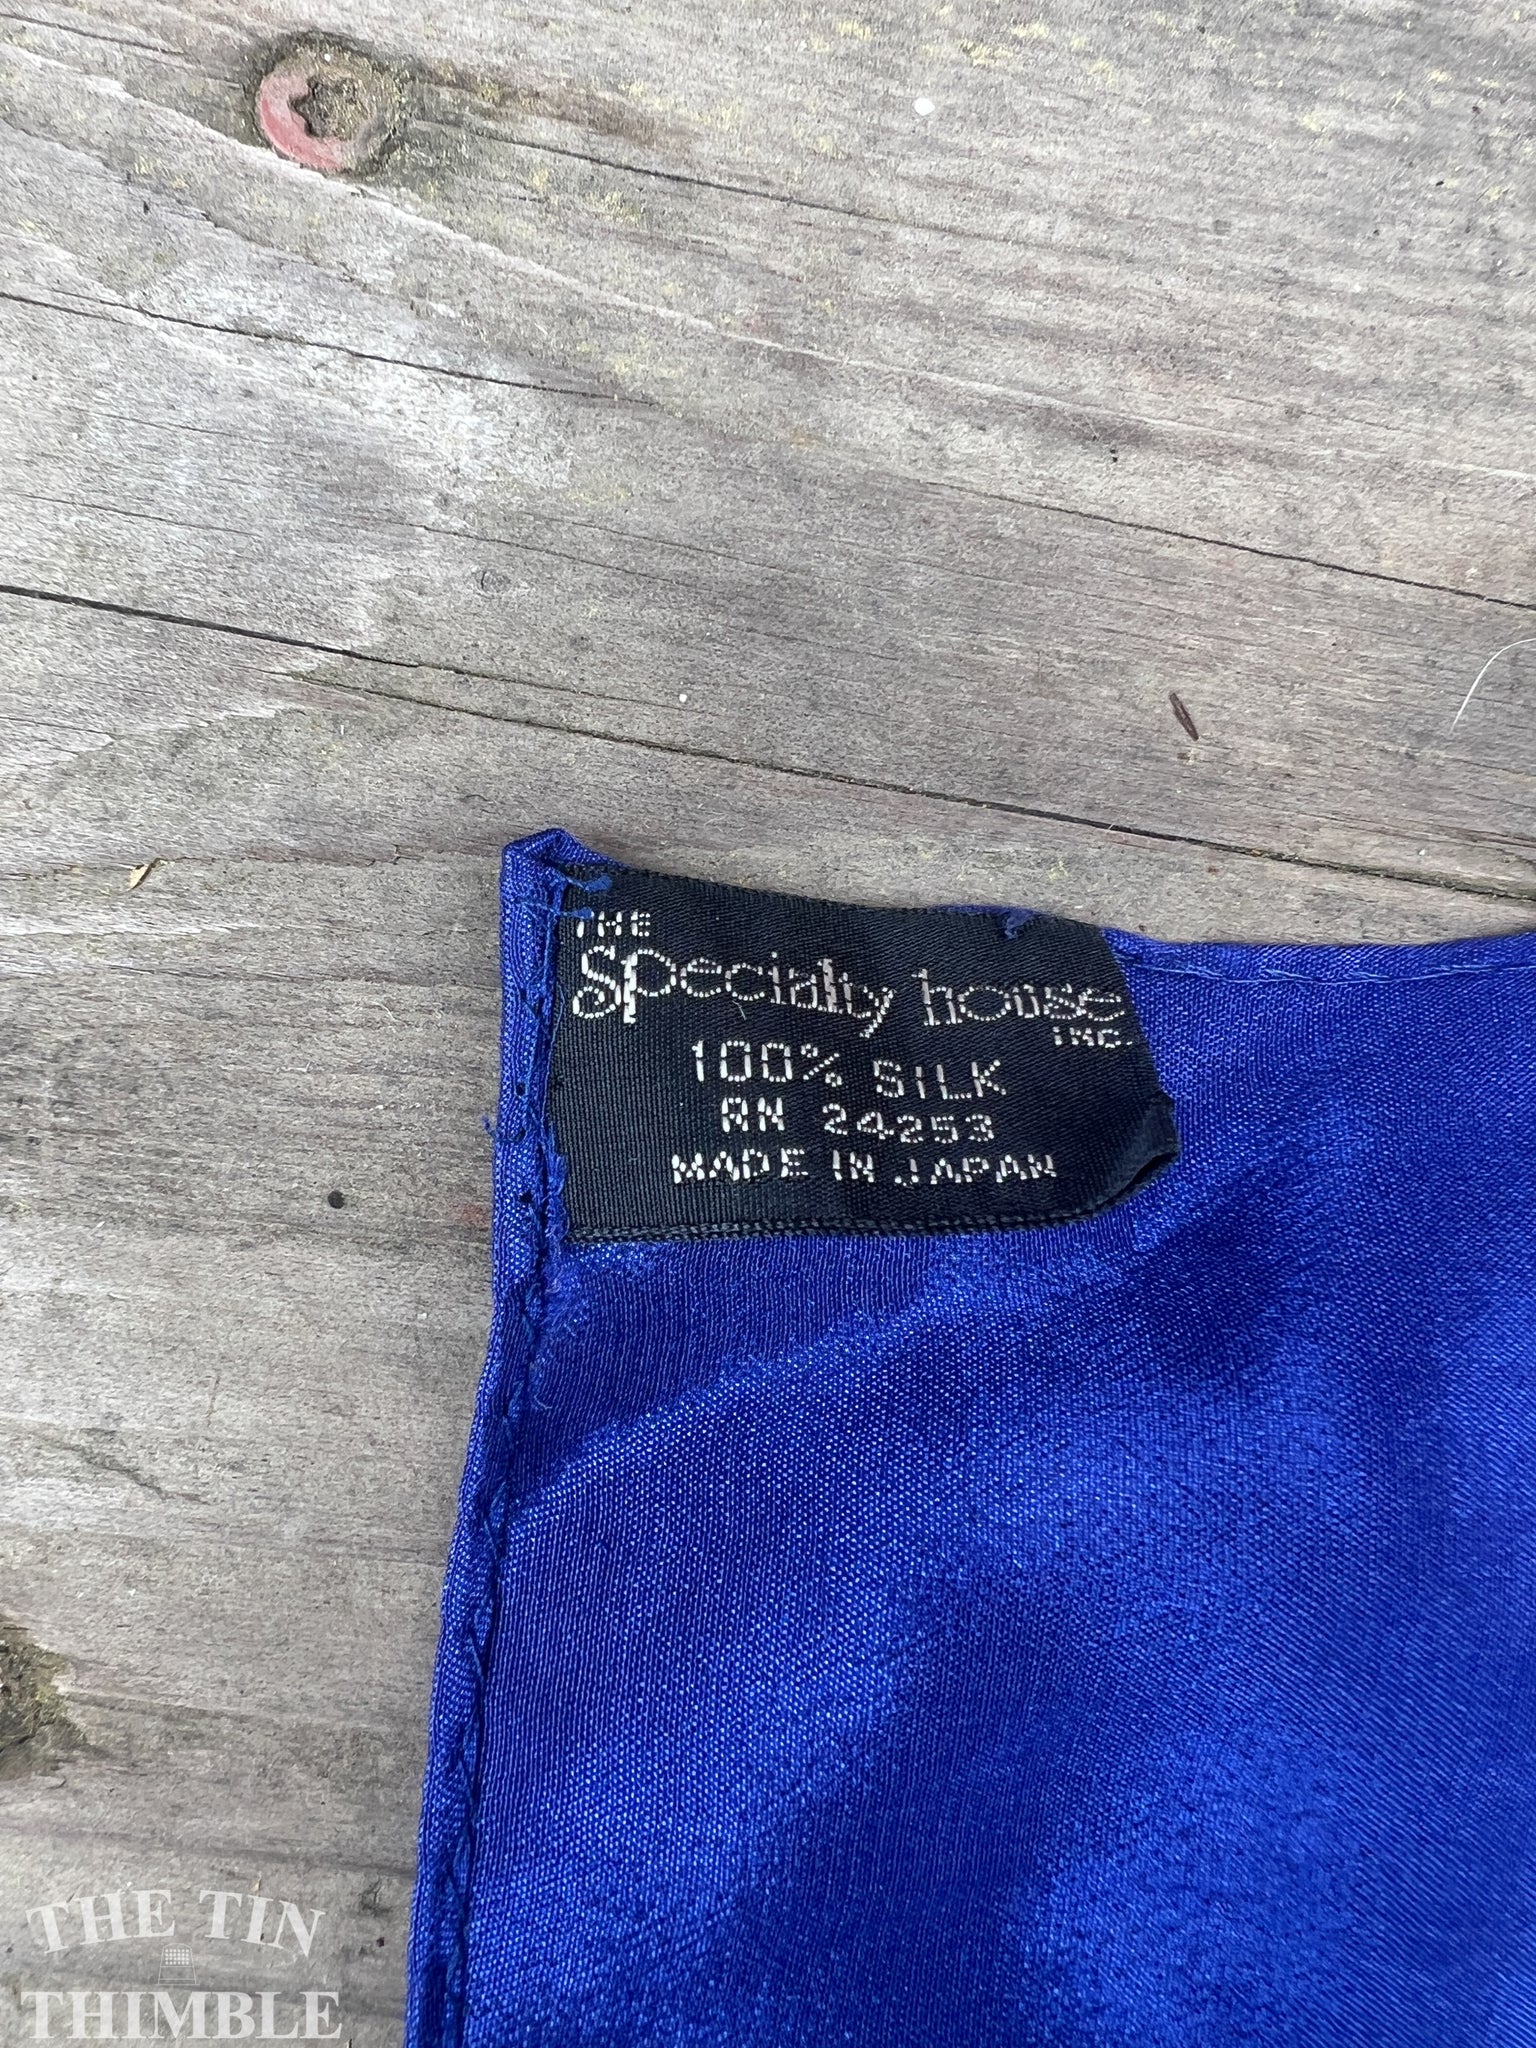 THE
Specialty house
INC.
100% SILK
RN 24253
MADE IN JAPAN
THE TIN
THIMBLE